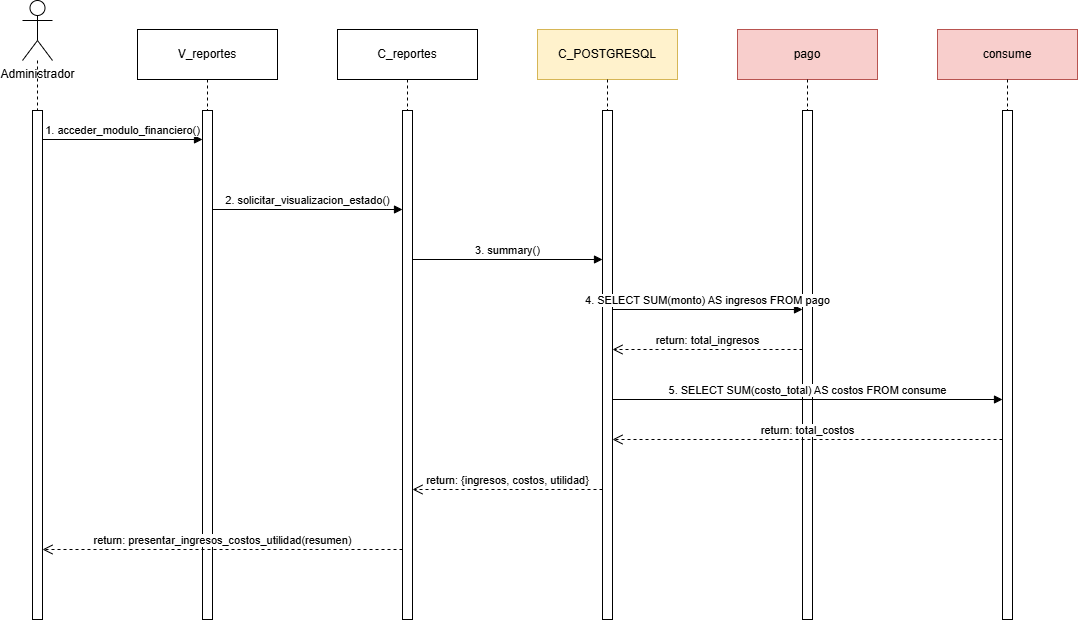 Administrador
V_reportes
C_reportes
C_POSTGRESQL
pago
consume
1. acceder_modulo_financiero()
2. solicitar_visualizacion_estado()
3. summary()
4. SELECT SUM(monto) AS ingresos FROM pago
return: total_ingresos
5. SELECT SUM(costo_total) AS costos FROM consume
return: total_costos
return: {ingresos, costos, utilidad}
return: presentar_ingresos_costos_utilidad(resumen)